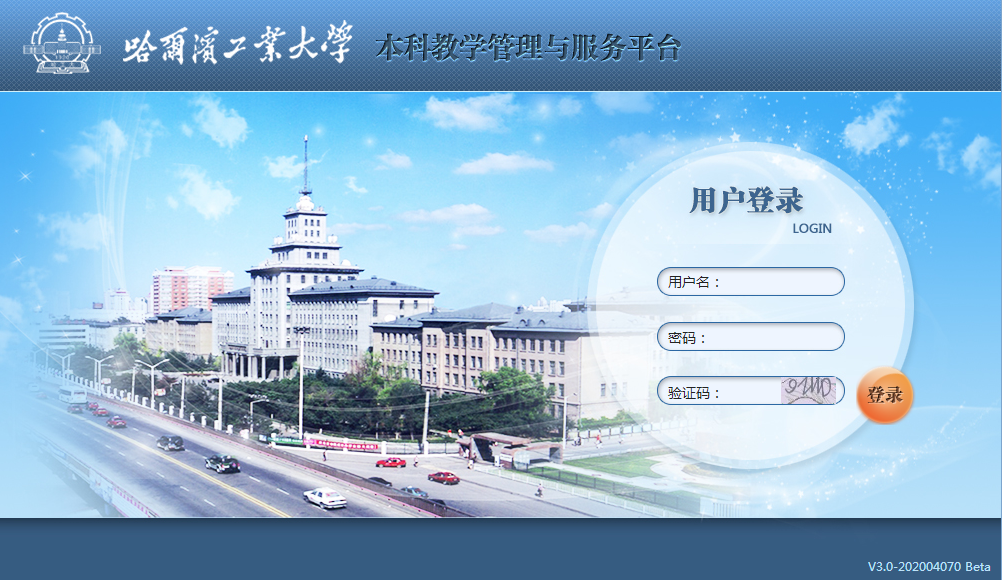 哈爾濱工業大學 本科教学管理与服务平台
用户登录
LOGIN
用户名：
密码：
验证码：
登录
V3.0-202004070 Beta